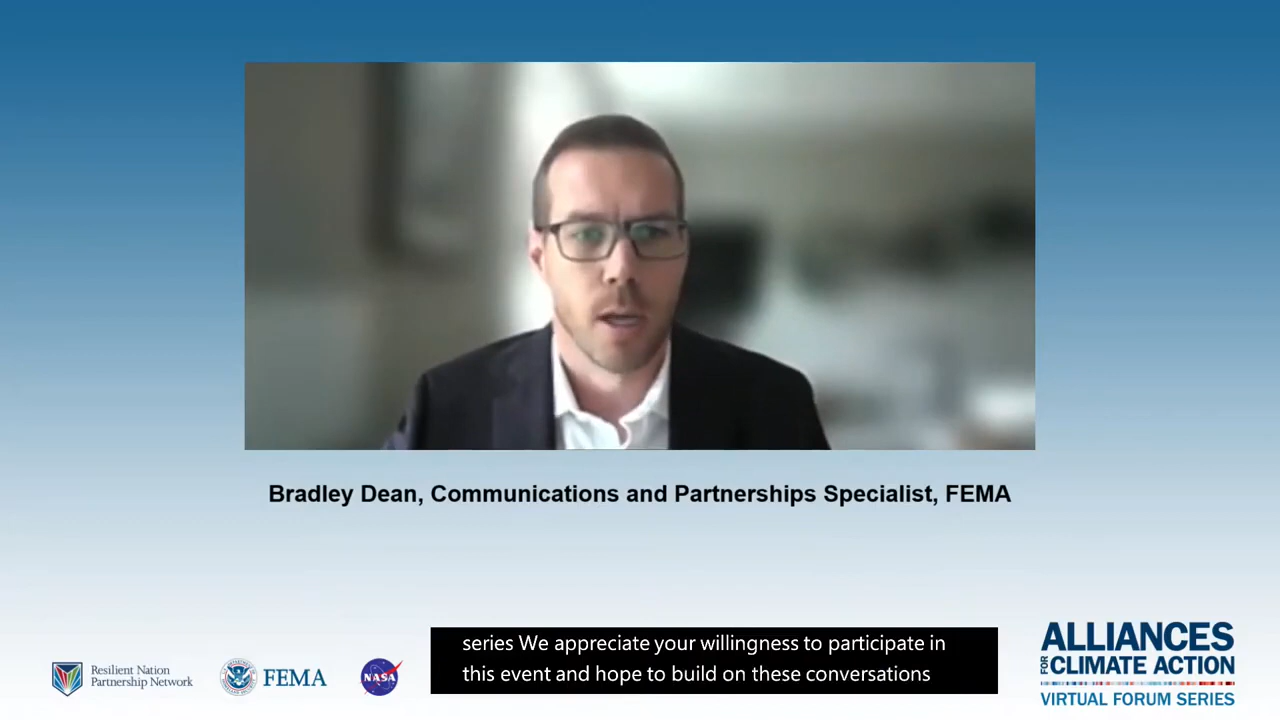 Bradley Dean, Communications and Partnerships Specialist, FEMA
series We appreciate your willingness to participate in
this event and hope to build on these conversations
Resilient Nation
Partnership Network
FEMA
NASA
ALLIANCES
FOR CLIMATE ACTION
VIRTUAL FORUM SERIES